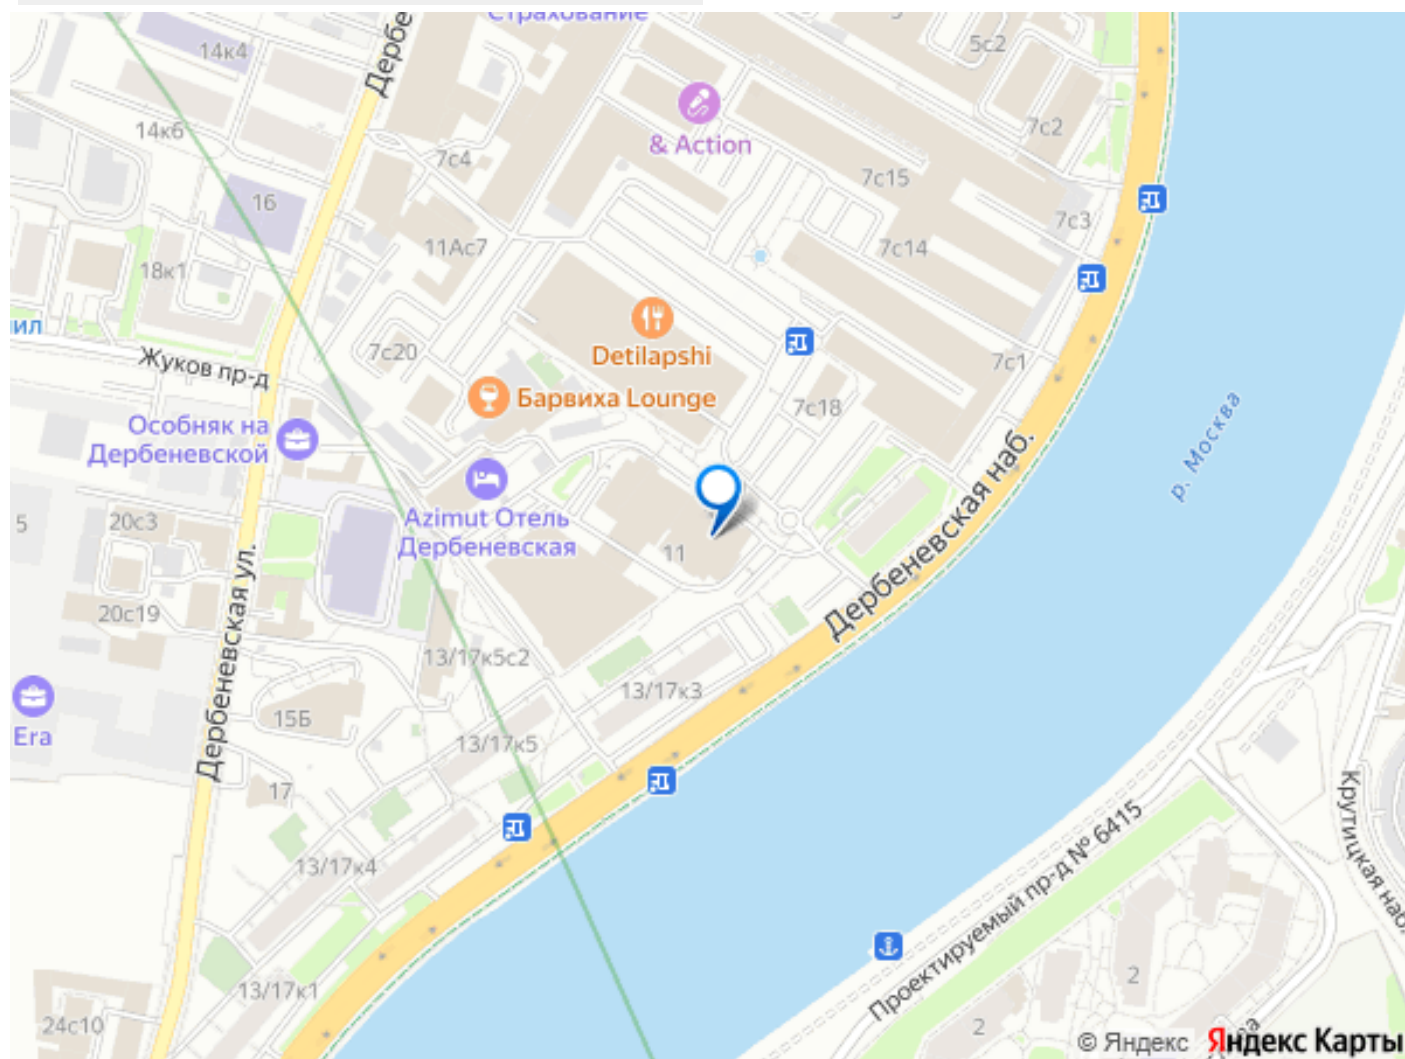 Страхование
14к4
Дербе
5с2
& Action
7с2
14к6
7с4
7с15
16
7с3
11Ас7
7с14
18к1
ил
Detilapshi
7с20
7с1
Жуков пр-д
Барвиха Lounge
7с18
р. Москва
Особняк на
Дербеневской
Azimut Отель
Дербеневская
Дербеневская наб.
5
20с3
11
20с19
Дербеневская ул.
13/17к5с2
13/17к3
Era
15Б
13/17к5
17
Крутицкая наб.
13/17к4
Проектируемый пр-д № 6415
2
13/17к1
24с10
2
© Яндекс Яндекс Карты